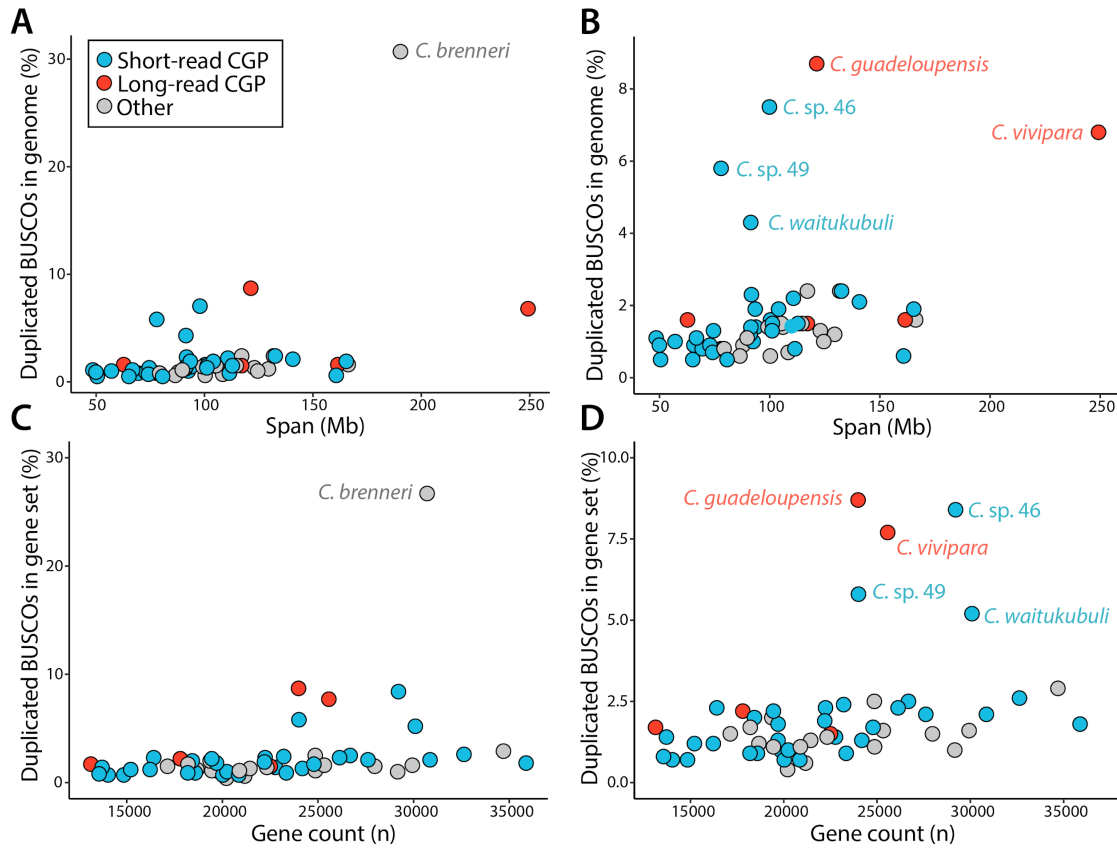 A
Duplicated BUSCOs in genome (%)
30
20
10
0
Short-read CGP
Long-read CGP
Other
C. brenneri
50
100
150
200
250
Span (Mb)
B
Duplicated BUSCOs in genome (%)
8
6
4
2
0
C. guadeloupensis
C. sp. 46
C. vivipara
C. sp. 49
C. waitukubuli
50
100
150
200
250
Span (Mb)
C
Duplicated BUSCOs in gene set (%)
30
20
10
0
C. brenneri
15000
20000
25000
30000
35000
Gene count (n)
D
Duplicated BUSCOs in gene set (%)
10.0
7.5
5.0
2.5
0.0
C. guadeloupensis
C. sp. 46
C. vivipara
C. sp. 49
C. waitukubuli
15000
20000
25000
30000
35000
Gene count (n)